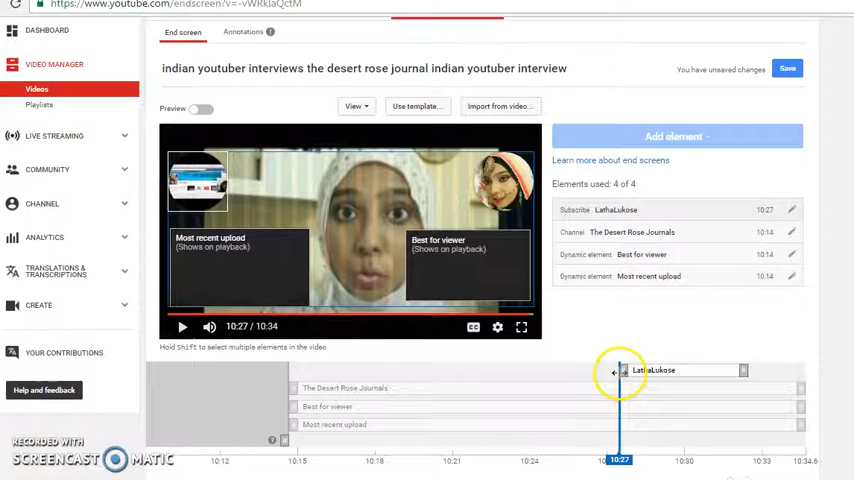 https://www.youtube.com/endscreen?v=-vWRklaQctM
DASHBOARD
VIDEO MANAGER
Videos
Playlists
LIVE STREAMING
COMMUNITY
CHANNEL
ANALYTICS
TRANSLATIONS &
TRANSCRIPTIONS
CREATE
YOUR CONTRIBUTIONS
Help and feedback
RECORDED WITH
SCREENCAST MATIC
End screen Annotations !
indian youtuber interviews the desert rose journal indian youtuber interview
You have unsaved changes Save
Preview View Use template... Import from video...
Most recent upload
(Shows on playback)
Best for viewer
(Shows on playback)
10:27 / 10:34 CC
Hold Shift to select multiple elements in the video
Add element
Learn more about end screens
Elements used: 4 of 4
Subscribe LathaLukose 10:27
Channel The Desert Rose Journals 10:14
Dynamic element Best for viewer 10:14
Dynamic element Most recent upload 10:14
LathaLukose
The Desert Rose Journals
Best for viewer
Most recent upload
?
10:12 10:15 10:18 10:21 10:24 10:27 10:30 10:33 10:34.6